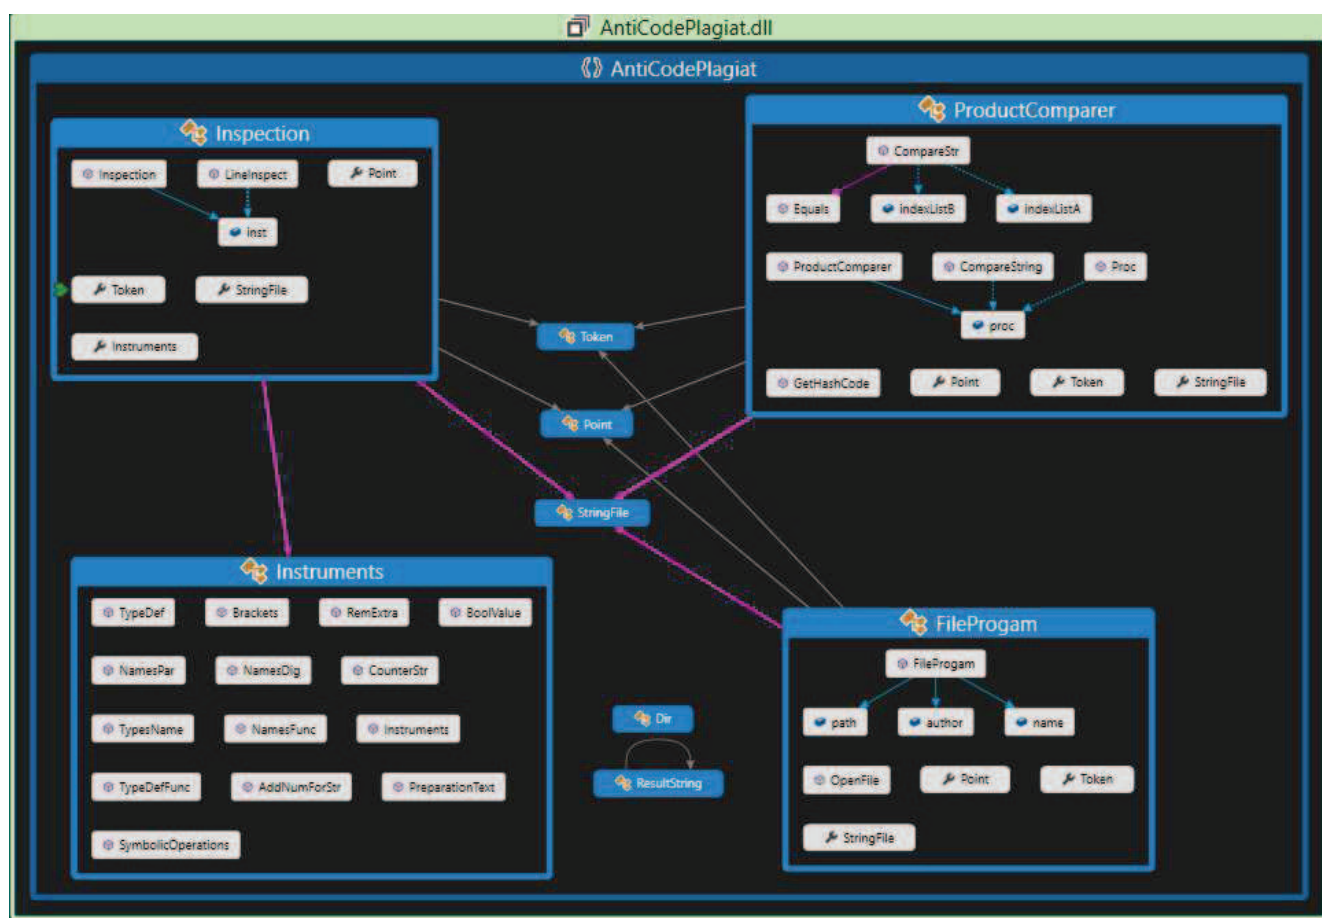 AntiCodePlagiat.dll
AntiCodePlagiat
Inspection
Inspection LineInspect Point
inst
Token StringFile
Instruments
ProductComparer
CompareStr
Equals indexListB indexListA
ProductComparer CompareString Proc
proc
GetHashCode Point Token StringFile
Token
Point
StringFile
Instruments
TypeDef Brackets RemExtra BoolValue
NamesPar NamesDig CounterStr
TypesName NamesFunc Instruments
TypeDefFunc AddNumForStr PreparationText
SymbolicOperations
Dir
ResultString
FileProgam
FileProgam
path author name
OpenFile Point Token
StringFile